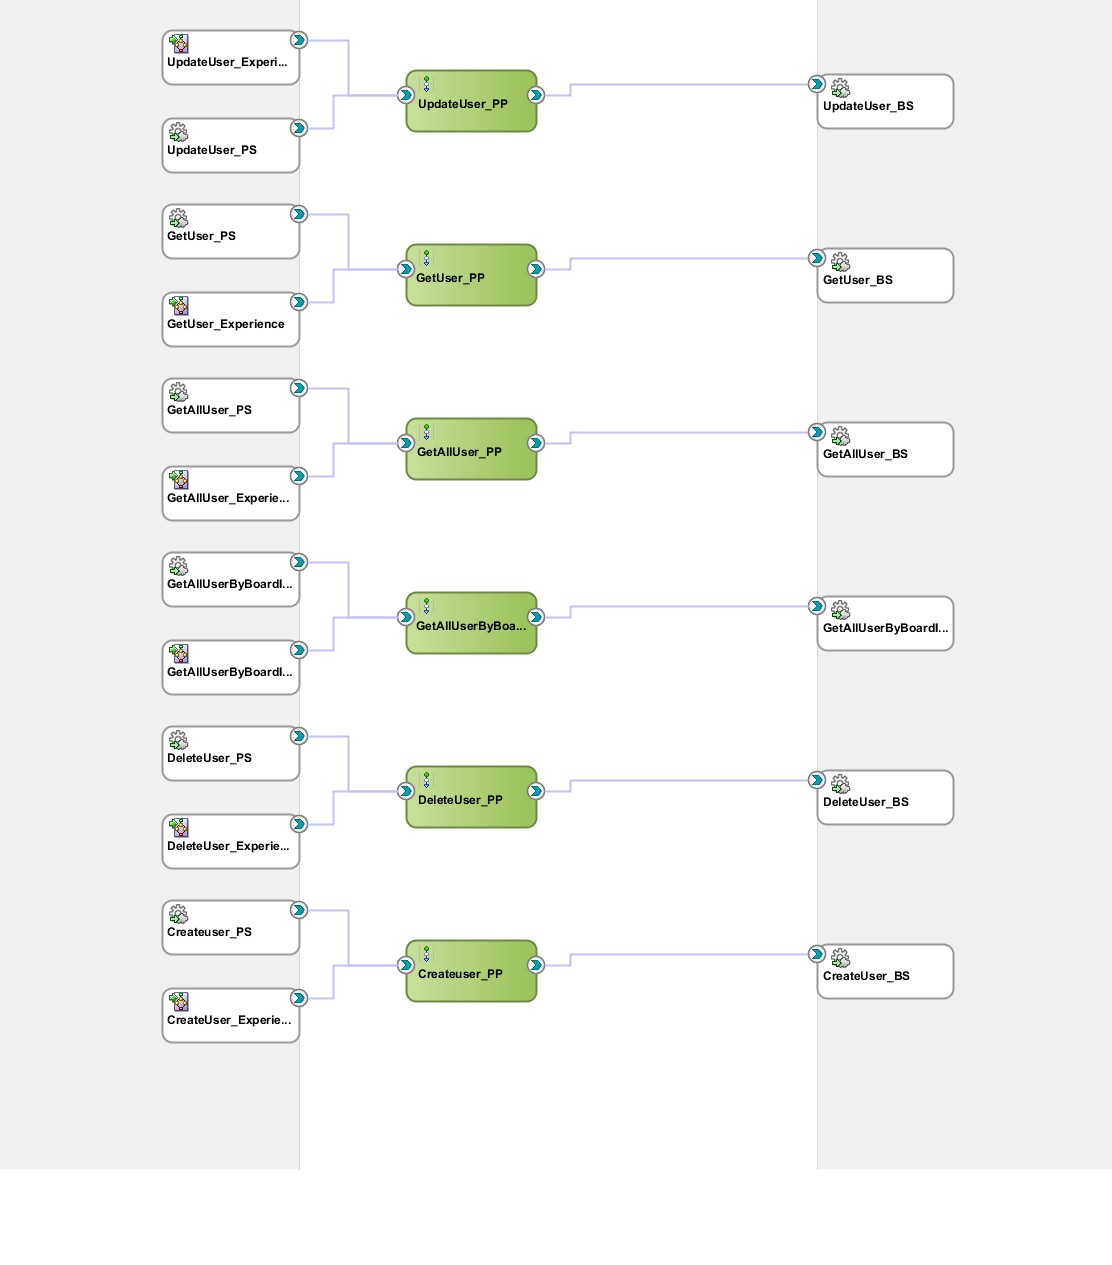 UpdateUser_Experi...
UpdateUser_PP
UpdateUser_BS
UpdateUser_PS
GetUser_PS
GetUser_PP
GetUser_BS
GetUser_Experience
GetAllUser_PS
GetAllUser_PP
GetAllUser_BS
GetAllUser_Experie...
GetAllUserByBoardI...
GetAllUserByBoa...
GetAllUserByBoardI...
GetAllUserByBoardI...
DeleteUser_PS
DeleteUser_PP
DeleteUser_BS
DeleteUser_Experie...
Createuser_PS
Createuser_PP
CreateUser_BS
CreateUser_Experie...